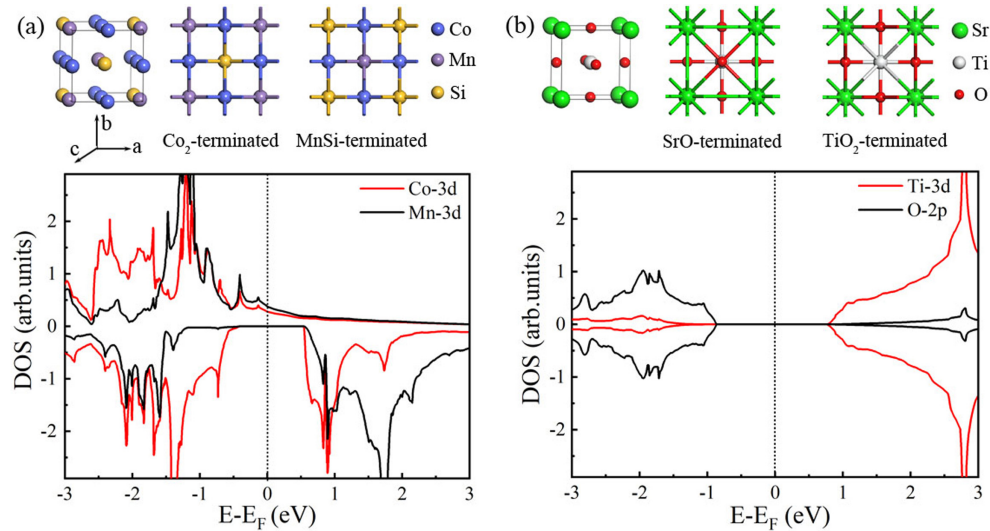 (a)
Co
Mn
Si
b
c
a
Co₂-terminated
MnSi-terminated
Co-3d
Mn-3d
DOS (arb.units)
2
1
0
-1
-2
-3
-2
-1
0
1
2
3
E-E_F (eV)
(b)
Sr
Ti
O
SrO-terminated
TiO₂-terminated
Ti-3d
O-2p
DOS (arb.units)
2
1
0
-1
-2
-3
-2
-1
0
1
2
3
E-E_F (eV)